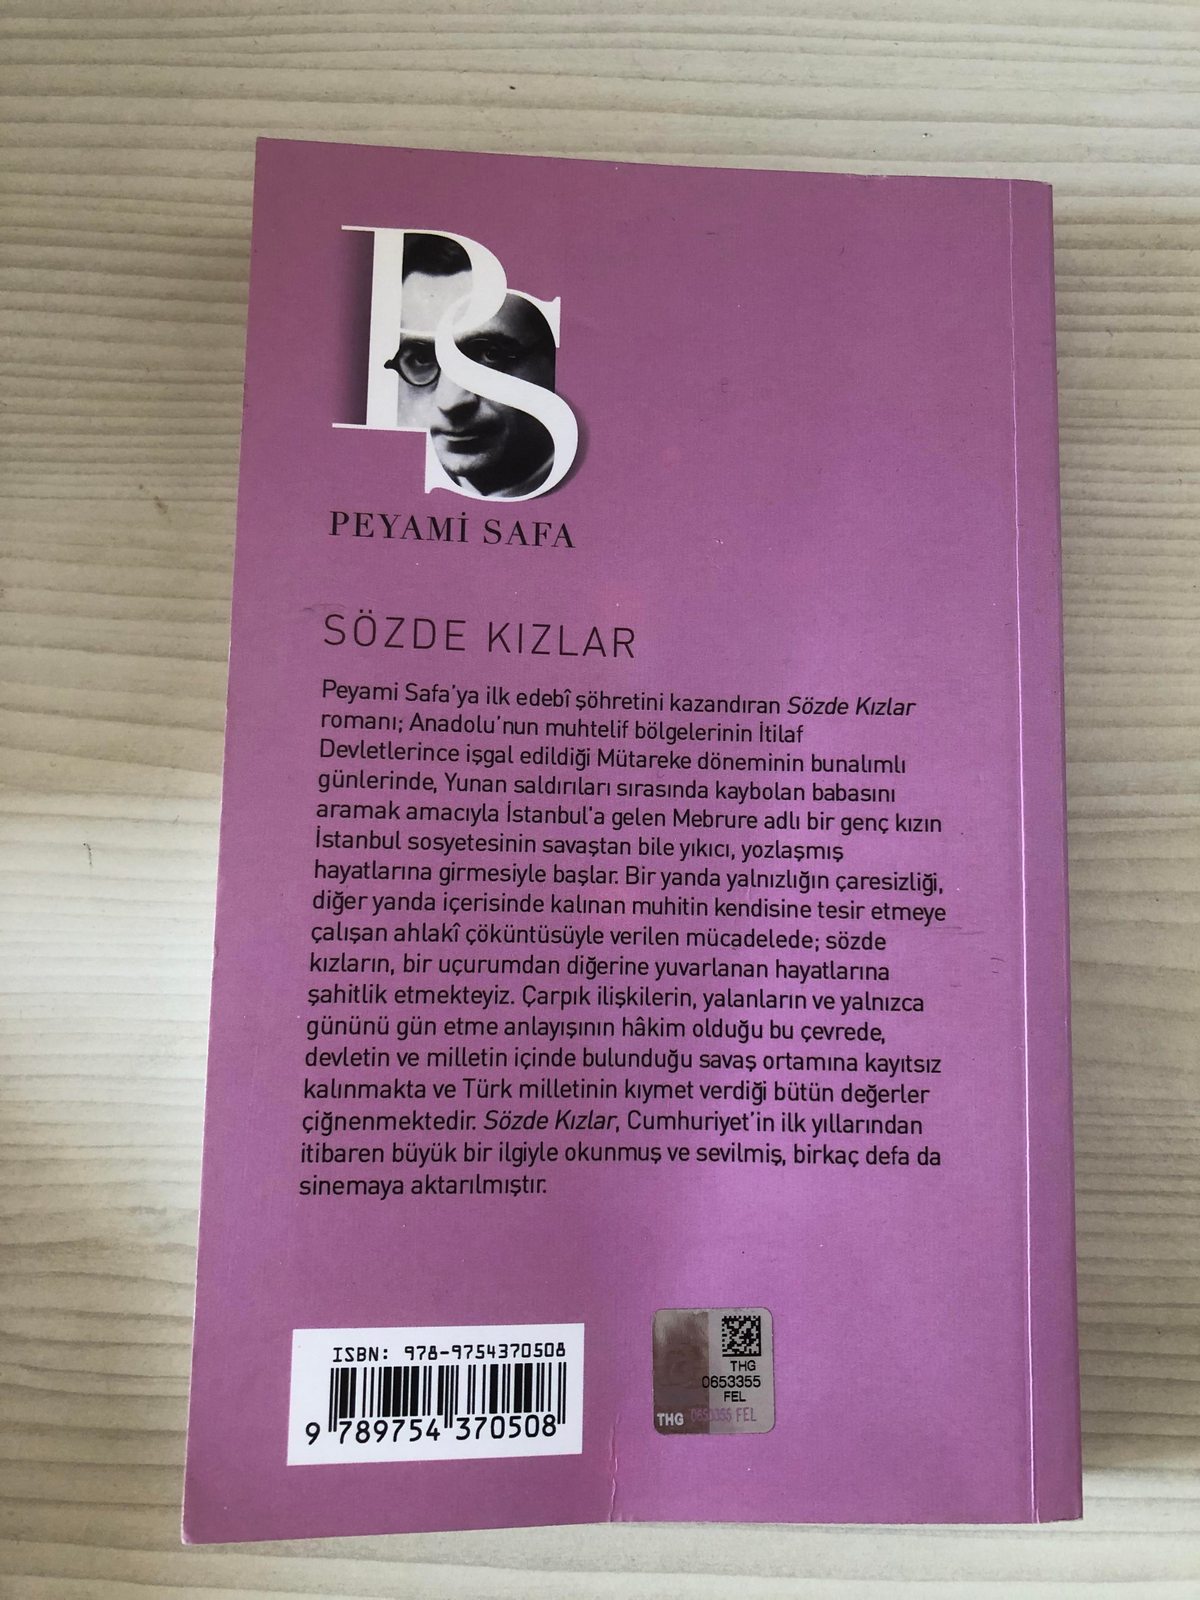 PS
PEYAMİ SAFA
SÖZDE KIZLAR
Peyami Safa'ya ilk edebî şöhretini kazandıran Sözde Kızlar
romanı; Anadolu'nun muhtelif bölgelerinin İtilaf
Devletlerince işgal edildiği Mütareke döneminin bunalımlı
günlerinde, Yunan saldırıları sırasında kaybolan babasını
aramak amacıyla İstanbul'a gelen Mebrure adlı bir genç kızın
İstanbul sosyetesinin savaştan bile yıkıcı, yozlaşmış
hayatlarına girmesiyle başlar. Bir yanda yalnızlığın çaresizliği,
diğer yanda içerisinde kalınan muhitin kendisine tesir etmeye
çalışan ahlakî çöküntüsüyle verilen mücadelede; sözde
kızların, bir uçurumdan diğerine yuvarlanan hayatlarına
şahitlik etmekteyiz. Çarpık ilişkilerin, yalanların ve yalnızca
gününü gün etme anlayışının hâkim olduğu bu çevrede,
devletin ve milletin içinde bulunduğu savaş ortamına kayıtsız
kalınmakta ve Türk milletinin kıymet verdiği bütün değerler
çiğnenmektedir. Sözde Kızlar, Cumhuriyet'in ilk yıllarından
itibaren büyük bir ilgiyle okunmuş ve sevilmiş, birkaç defa da
sinemaya aktarılmıştır.
ISBN: 978-9754370508
9 789754 370508
THG
0653355
FEL
THG 0653355 FEL